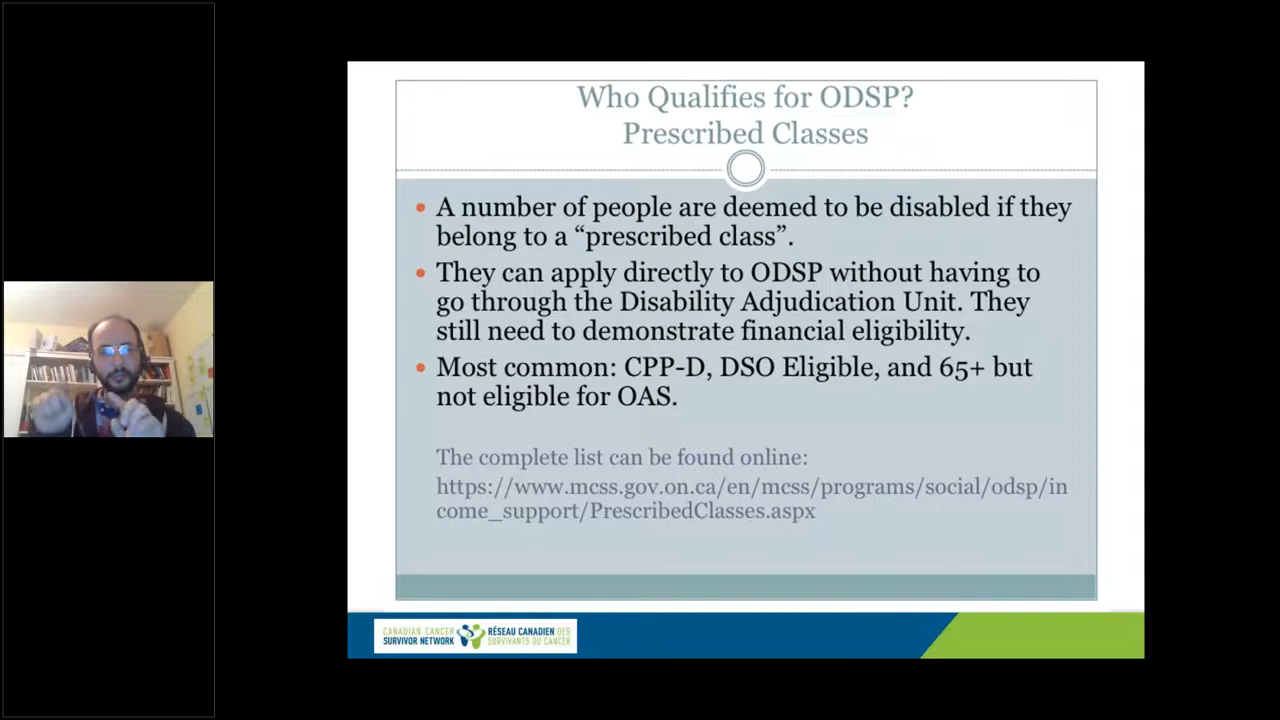 Who Qualifies for ODSP?
Prescribed Classes
• A number of people are deemed to be disabled if they
belong to a “prescribed class”.
• They can apply directly to ODSP without having to
go through the Disability Adjudication Unit. They
still need to demonstrate financial eligibility.
• Most common: CPP-D, DSO Eligible, and 65+ but
not eligible for OAS.
The complete list can be found online:
https://www.mcss.gov.on.ca/en/mcss/programs/social/odsp/in
come_support/PrescribedClasses.aspx
CANADIAN CANCER
SURVIVOR NETWORK
RÉSEAU CANADIEN DES
SURVIVANTS DU CANCER